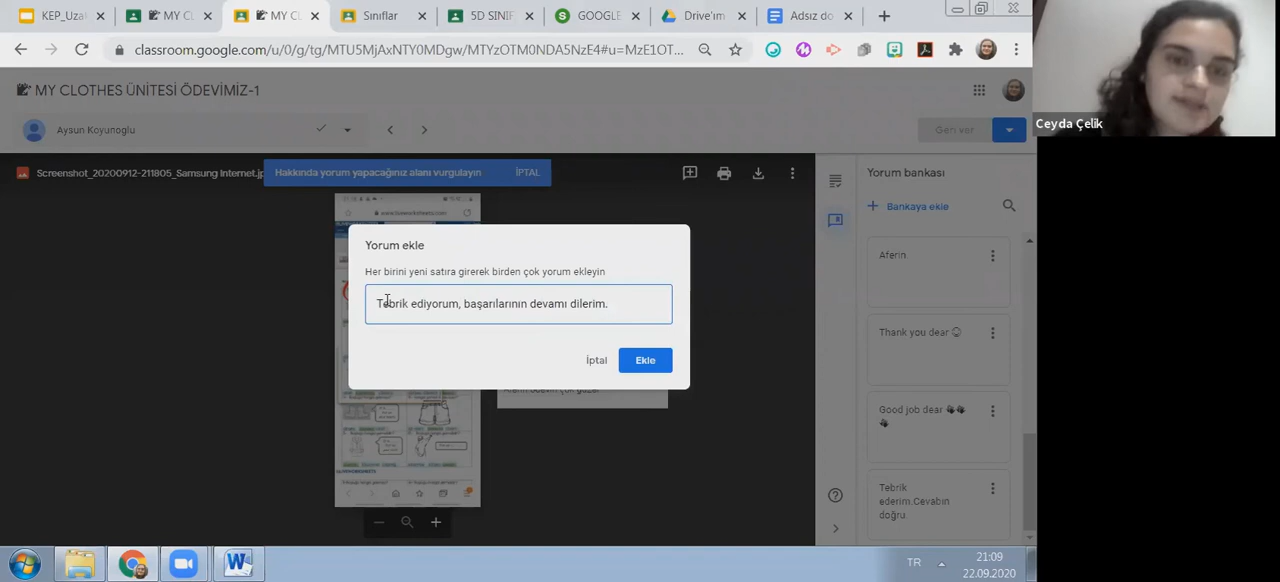 KEP_Uzak
MY CL
MY CL
Sınıflar
5D SINIF
GOOGLE
Drive'ım
Adsız do
classroom.google.com/u/0/g/tg/MTU5MjAxNTY0MDgw/MTYzOTM0NDA5NzE4#u=MzE1OT...
MY CLOTHES ÜNİTESİ ÖDEVİMİZ-1
Ceyda Çelik
Aysun Koyunoglu
Geri ver
Screenshot_20200912-211805_Samsung Internet.jp
Hakkında yorum yapacağınız alanı vurgulayın
İPTAL
Yorum bankası
Bankaya ekle
Yorum ekle
Her birini yeni satıra girerek birden çok yorum ekleyin
Tebrik ediyorum, başarılarının devamı dilerim.
İptal
Ekle
Aferin.
Thank you dear 😊
Good job dear
Tebrik
ederim.Cevabın
doğru.
TR
21:09
22.09.2020